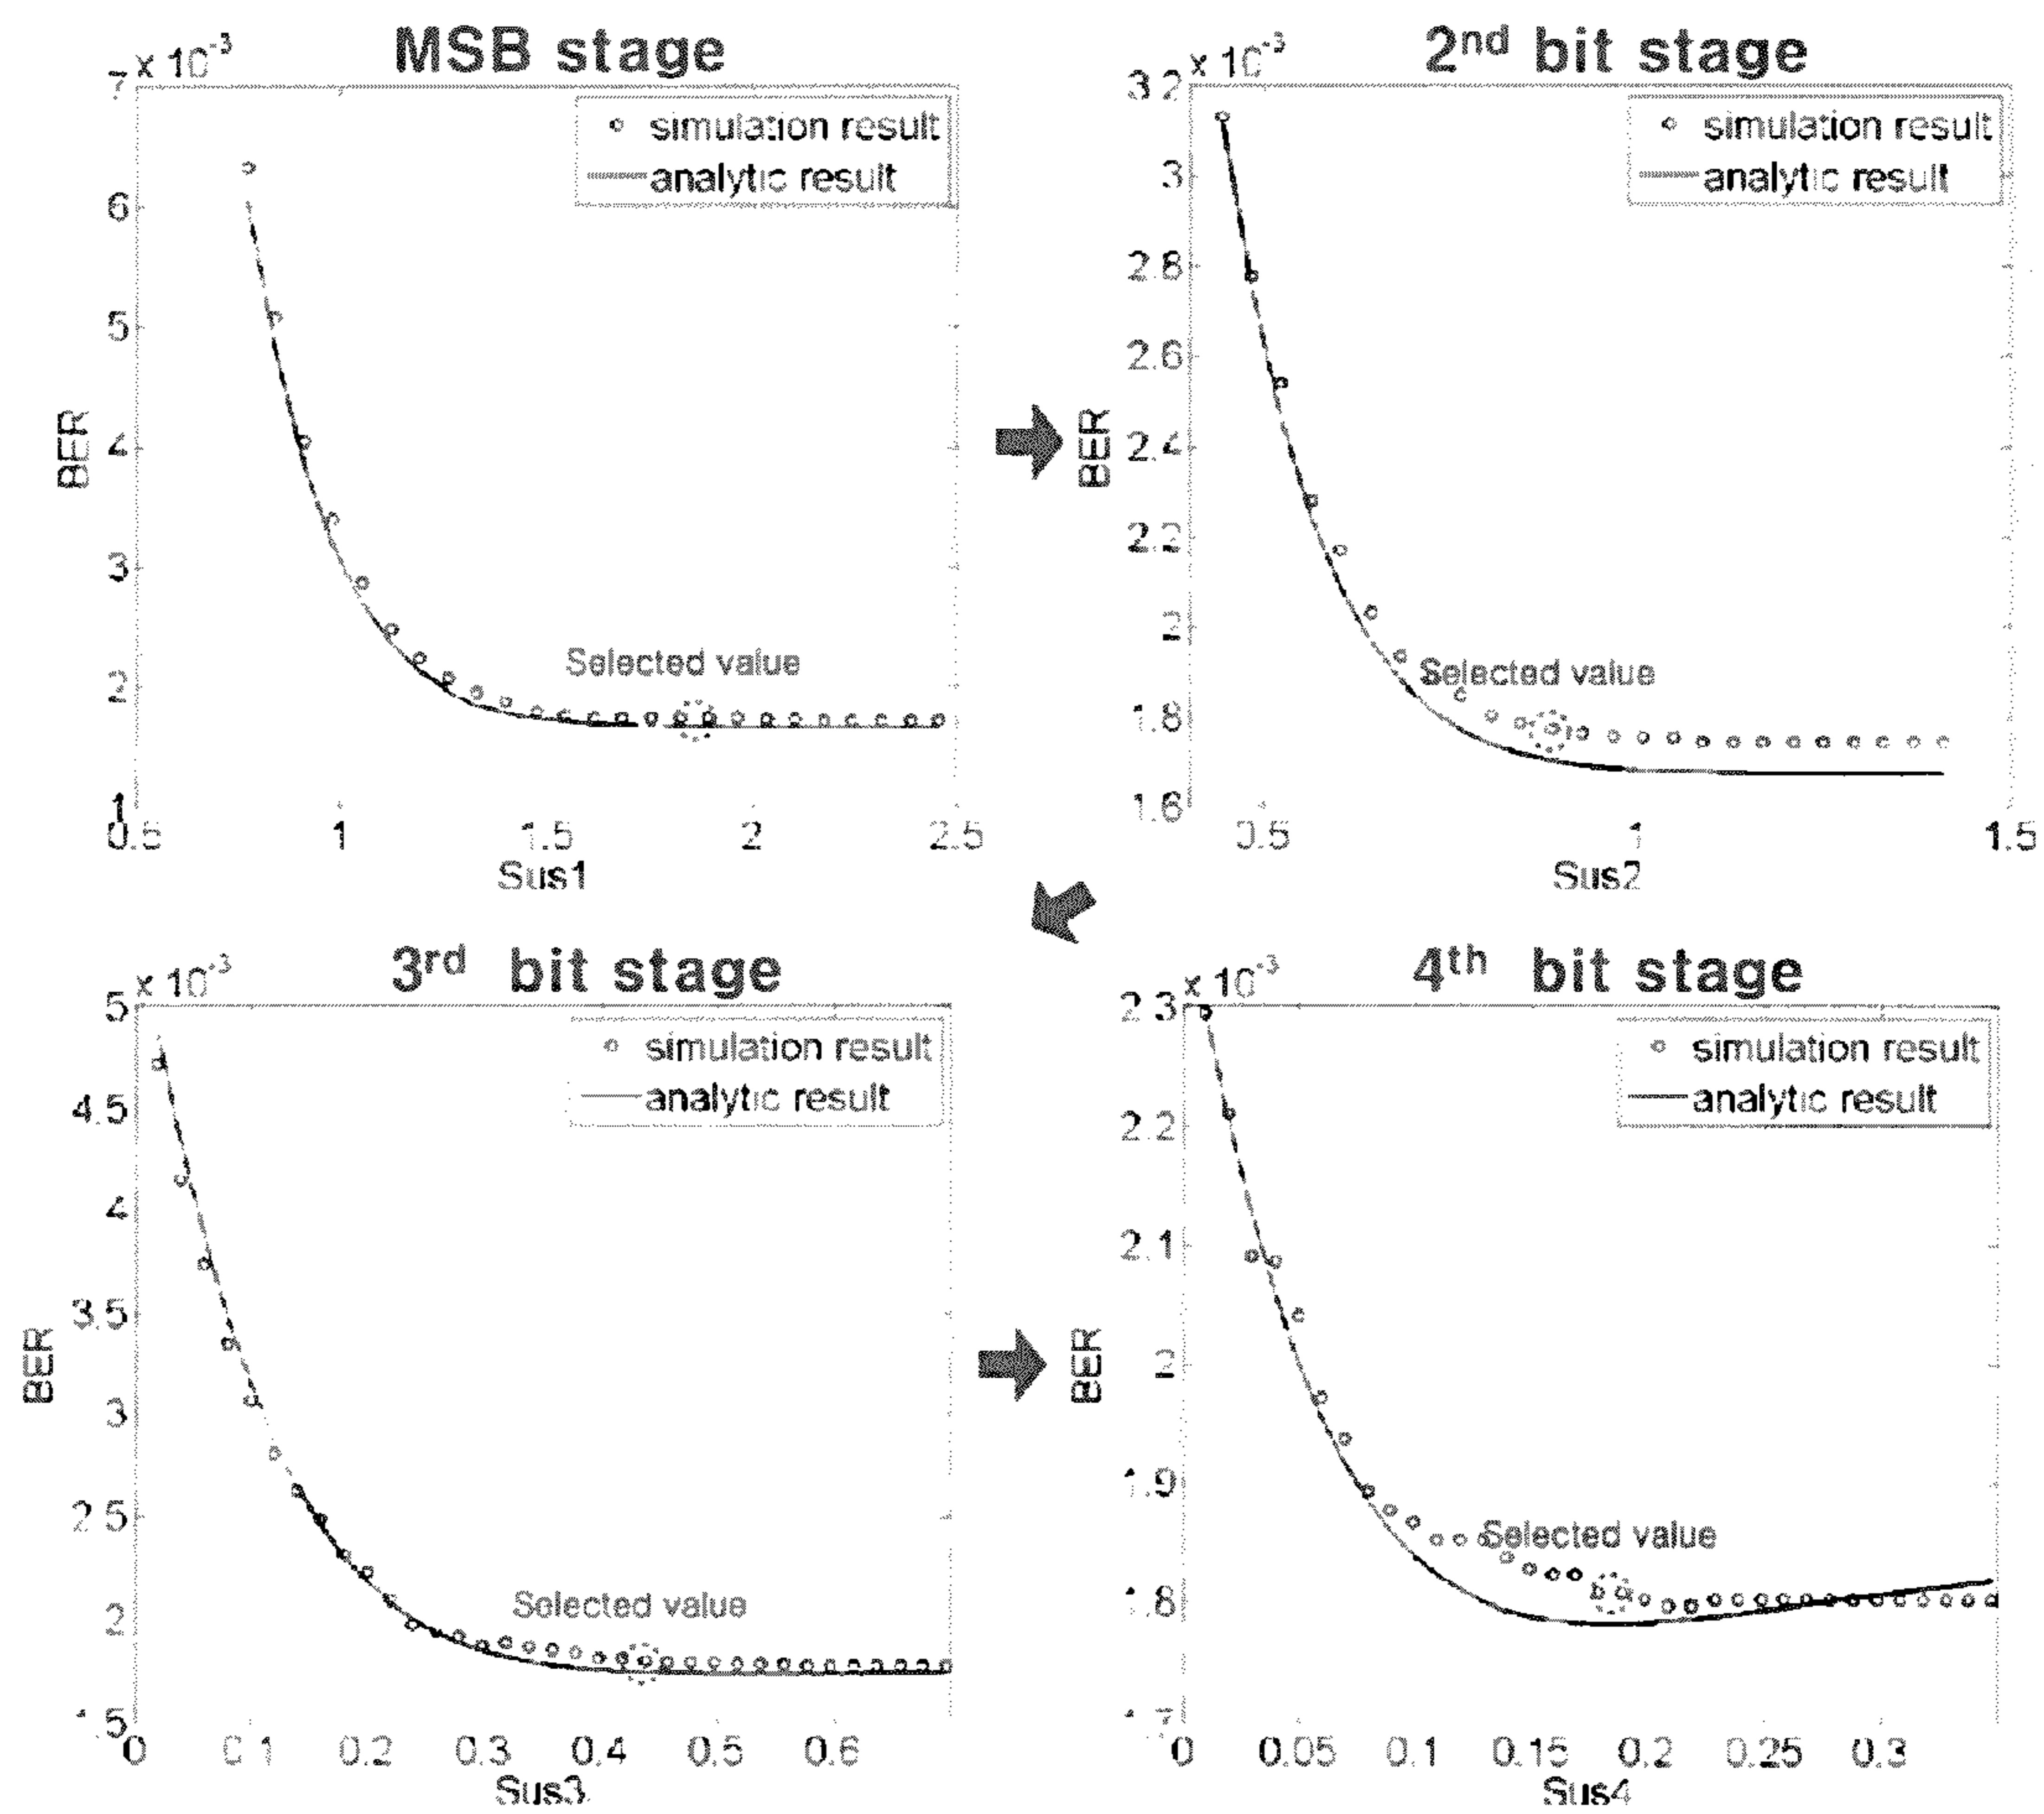 MSB stage
× 10⁻³
7
6
5
4
3
2
1
BER
simulation result
analytic result
Selected value
0.5 1 1.5 2 2.5
Sus1
2nd bit stage
× 10⁻³
3.2
3
2.8
2.6
2.4
2.2
2
1.8
1.6
BER
simulation result
analytic result
Selected value
0.5 1 1.5
Sus2
3rd bit stage
× 10⁻³
5
4.5
4
3.5
3
2.5
2
1.5
BER
simulation result
analytic result
Selected value
0 0.1 0.2 0.3 0.4 0.5 0.6
Sus3
4th bit stage
× 10⁻³
2.3
2.2
2.1
2
1.9
1.8
1.7
BER
simulation result
analytic result
Selected value
0 0.05 0.1 0.15 0.2 0.25 0.3
Sus4